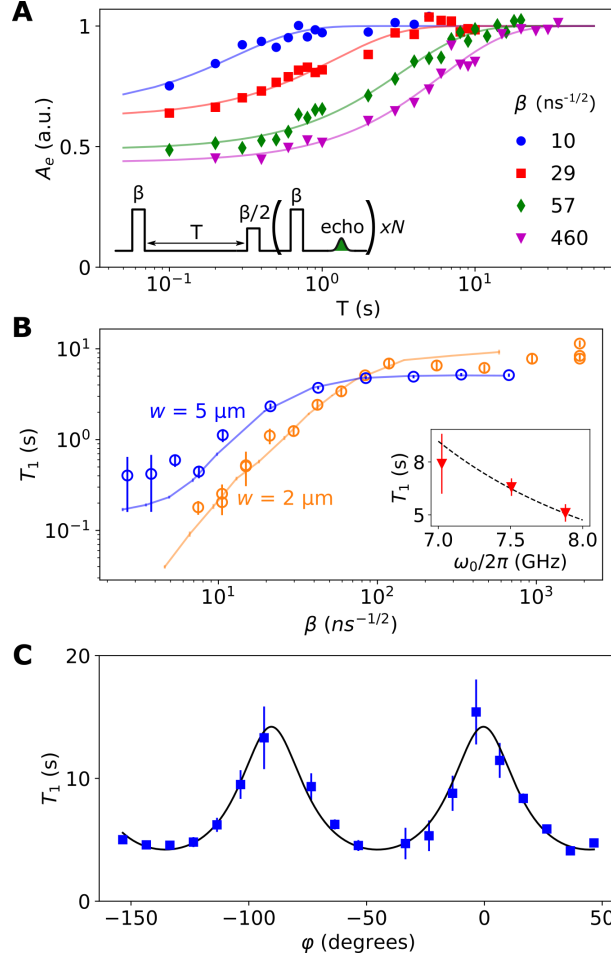 A
1
0.5
A_e (a.u.)
β (ns^-1/2)
10
29
57
460
β
T
β/2
β
echo
xN
10^-1
10^0
10^1
T (s)
B
10^1
10^0
10^-1
T_1 (s)
w = 5 μm
w = 2 μm
8
5
T_1 (s)
7.0
7.5
8.0
ω_0/2π (GHz)
10^1
10^2
10^3
β (ns^-1/2)
C
20
10
0
T_1 (s)
−150
−100
−50
0
50
φ (degrees)